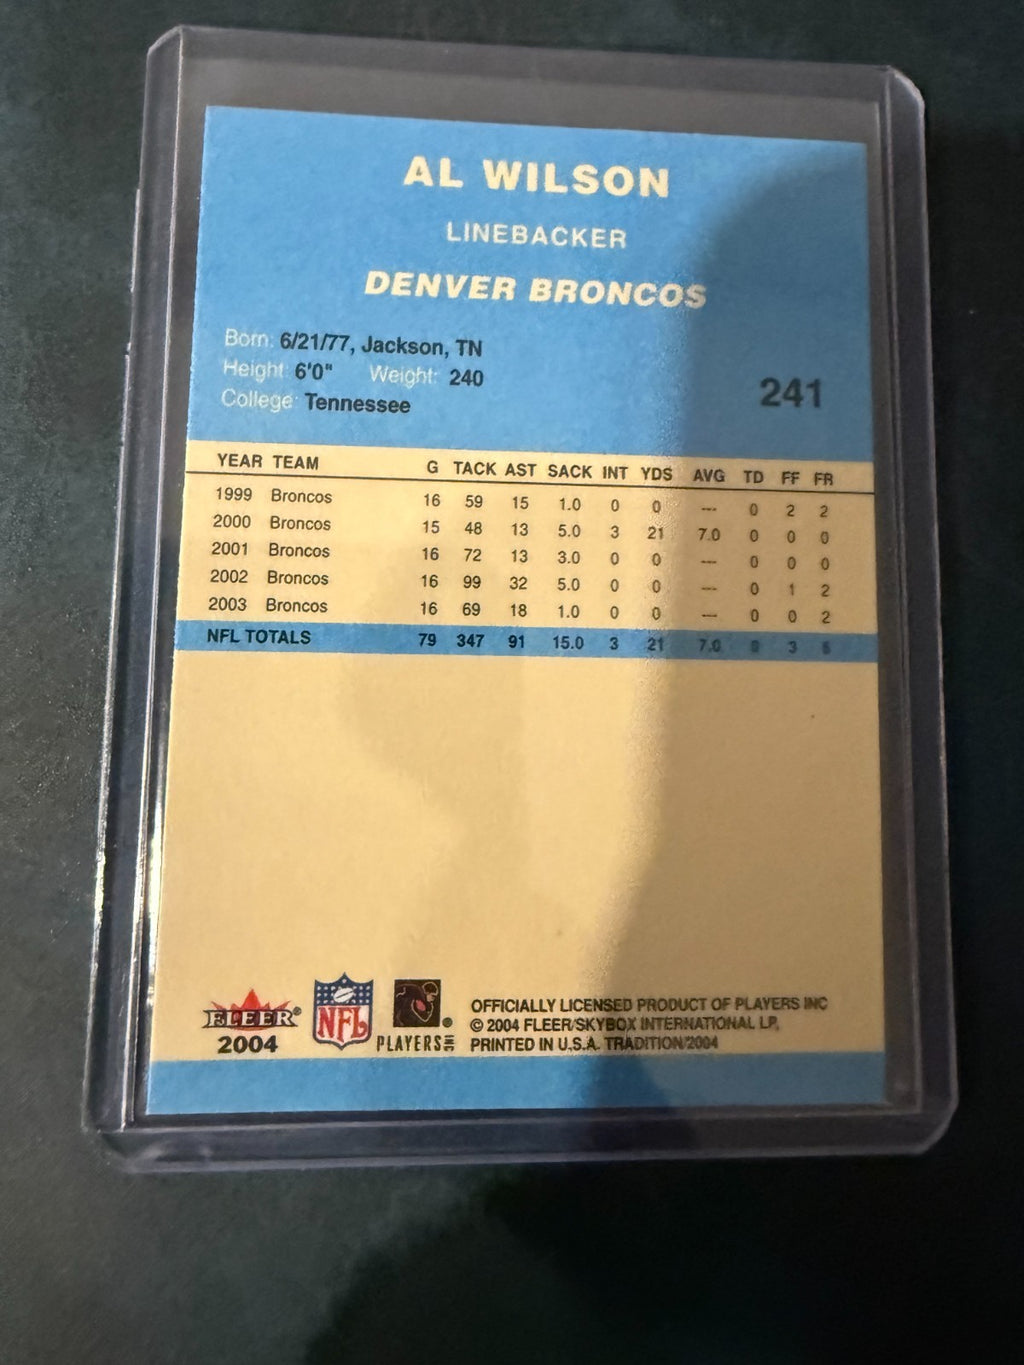 AL WILSON
LINEBACKER
DENVER BRONCOS
Born: 6/21/77, Jackson, TN
Height: 6'0" Weight: 240
College: Tennessee
241
YEAR TEAM G TACK AST SACK INT YDS AVG TD FF FR
1999 Broncos 16 59 15 1.0 0 0 --- 0 2 2
2000 Broncos 15 48 13 5.0 3 21 7.0 0 0 0
2001 Broncos 16 72 13 3.0 0 0 --- 0 0 0
2002 Broncos 16 99 32 5.0 0 0 --- 0 1 2
2003 Broncos 16 69 18 1.0 0 0 --- 0 0 2
NFL TOTALS 79 347 91 15.0 3 21 7.0 0 3
FLEER®
2004
NFL
PLAYERS INC
OFFICIALLY LICENSED PRODUCT OF PLAYERS INC
© 2004 FLEER/SKYBOX INTERNATIONAL LP,
PRINTED IN U.S.A. TRADITION/2004